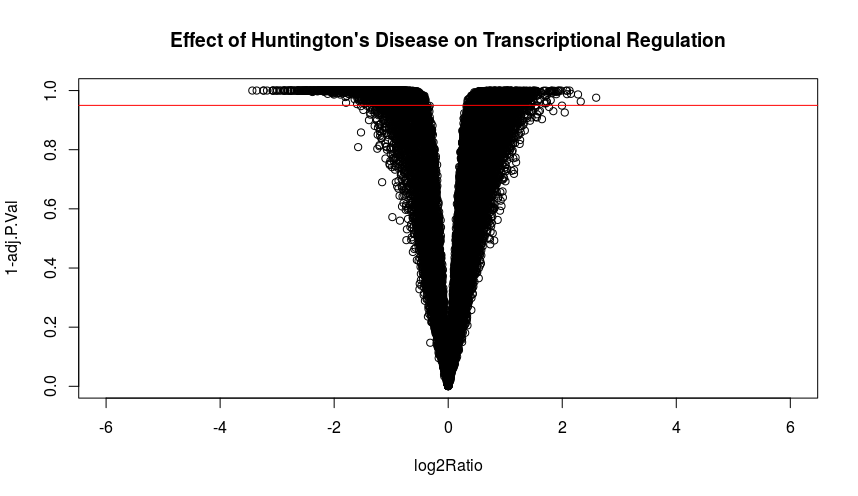 Effect of Huntington's Disease on Transcriptional Regulation
1-adj.P.Val
1.0
0.8
0.6
0.4
0.2
0.0
-6 -4 -2 0 2 4 6
log2Ratio